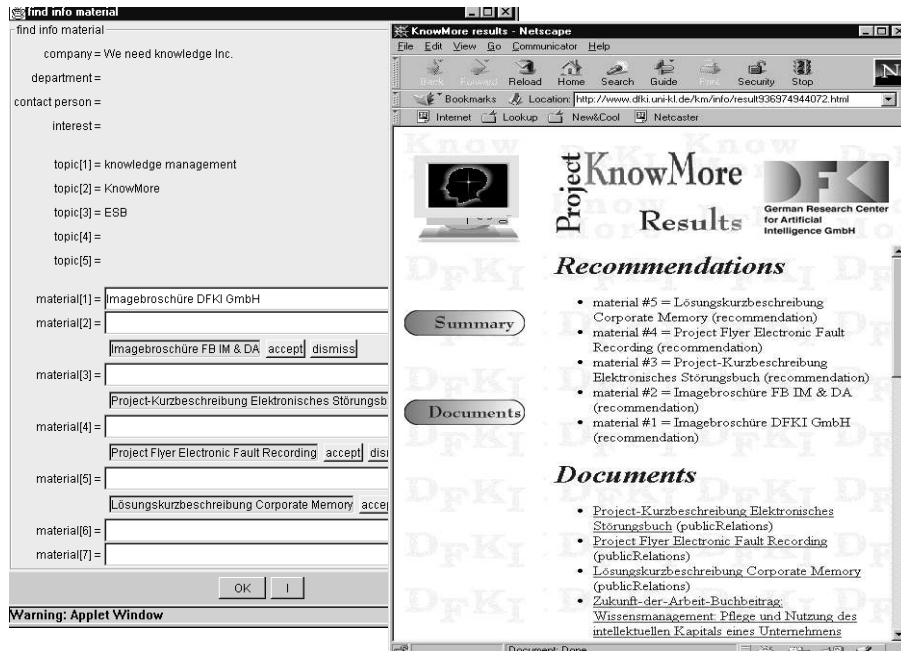 find info material
find info material
company = We need knowledge Inc.
department =
contact person =
interest =
topic[1] = knowledge management
topic[2] = KnowMore
topic[3] = ESB
topic[4] =
topic[5] =
material[1] = Imagebroschüre DFKI GmbH
material[2] =
Imagebroschüre FB IM & DA accept dismiss
material[3] =
Project-Kurzbeschreibung Elektronisches Störungsb
material[4] =
Project Flyer Electronic Fault Recording accept dis
material[5] =
Lösungskurzbeschreibung Corporate Memory acce
material[6] =
material[7] =
OK I
Warning: Applet Window
KnowMore results - Netscape
File Edit View Go Communicator Help
Back Forward Reload Home Search Guide Print Security Stop
N
Bookmarks Location: http://www.dfki.uni-kl.de/km/info/result936974944072.html
Internet Lookup New&Cool Netcaster
Project KnowMore
Results
DFKI
German Research Center
for Artificial
Intelligence GmbH
Summary
Documents
Recommendations
• material #5 = Lösungskurzbeschreibung
Corporate Memory (recommendation)
• material #4 = Project Flyer Electronic Fault
Recording (recommendation)
• material #3 = Project-Kurzbeschreibung
Elektronisches Störungsbuch (recommendation)
• material #2 = Imagebroschüre FB IM & DA
(recommendation)
• material #1 = Imagebroschüre DFKI GmbH
(recommendation)
Documents
• Project-Kurzbeschreibung Elektronisches
Störungsbuch (publicRelations)
• Project Flyer Electronic Fault Recording
(publicRelations)
• Lösungskurzbeschreibung Corporate Memory
(publicRelations)
• Zukunft-der-Arbeit-Buchbeitrag:
Wissensmanagement: Pflege und Nutzung des
intellektuellen Kapitals eines Unternehmens
Document: Done